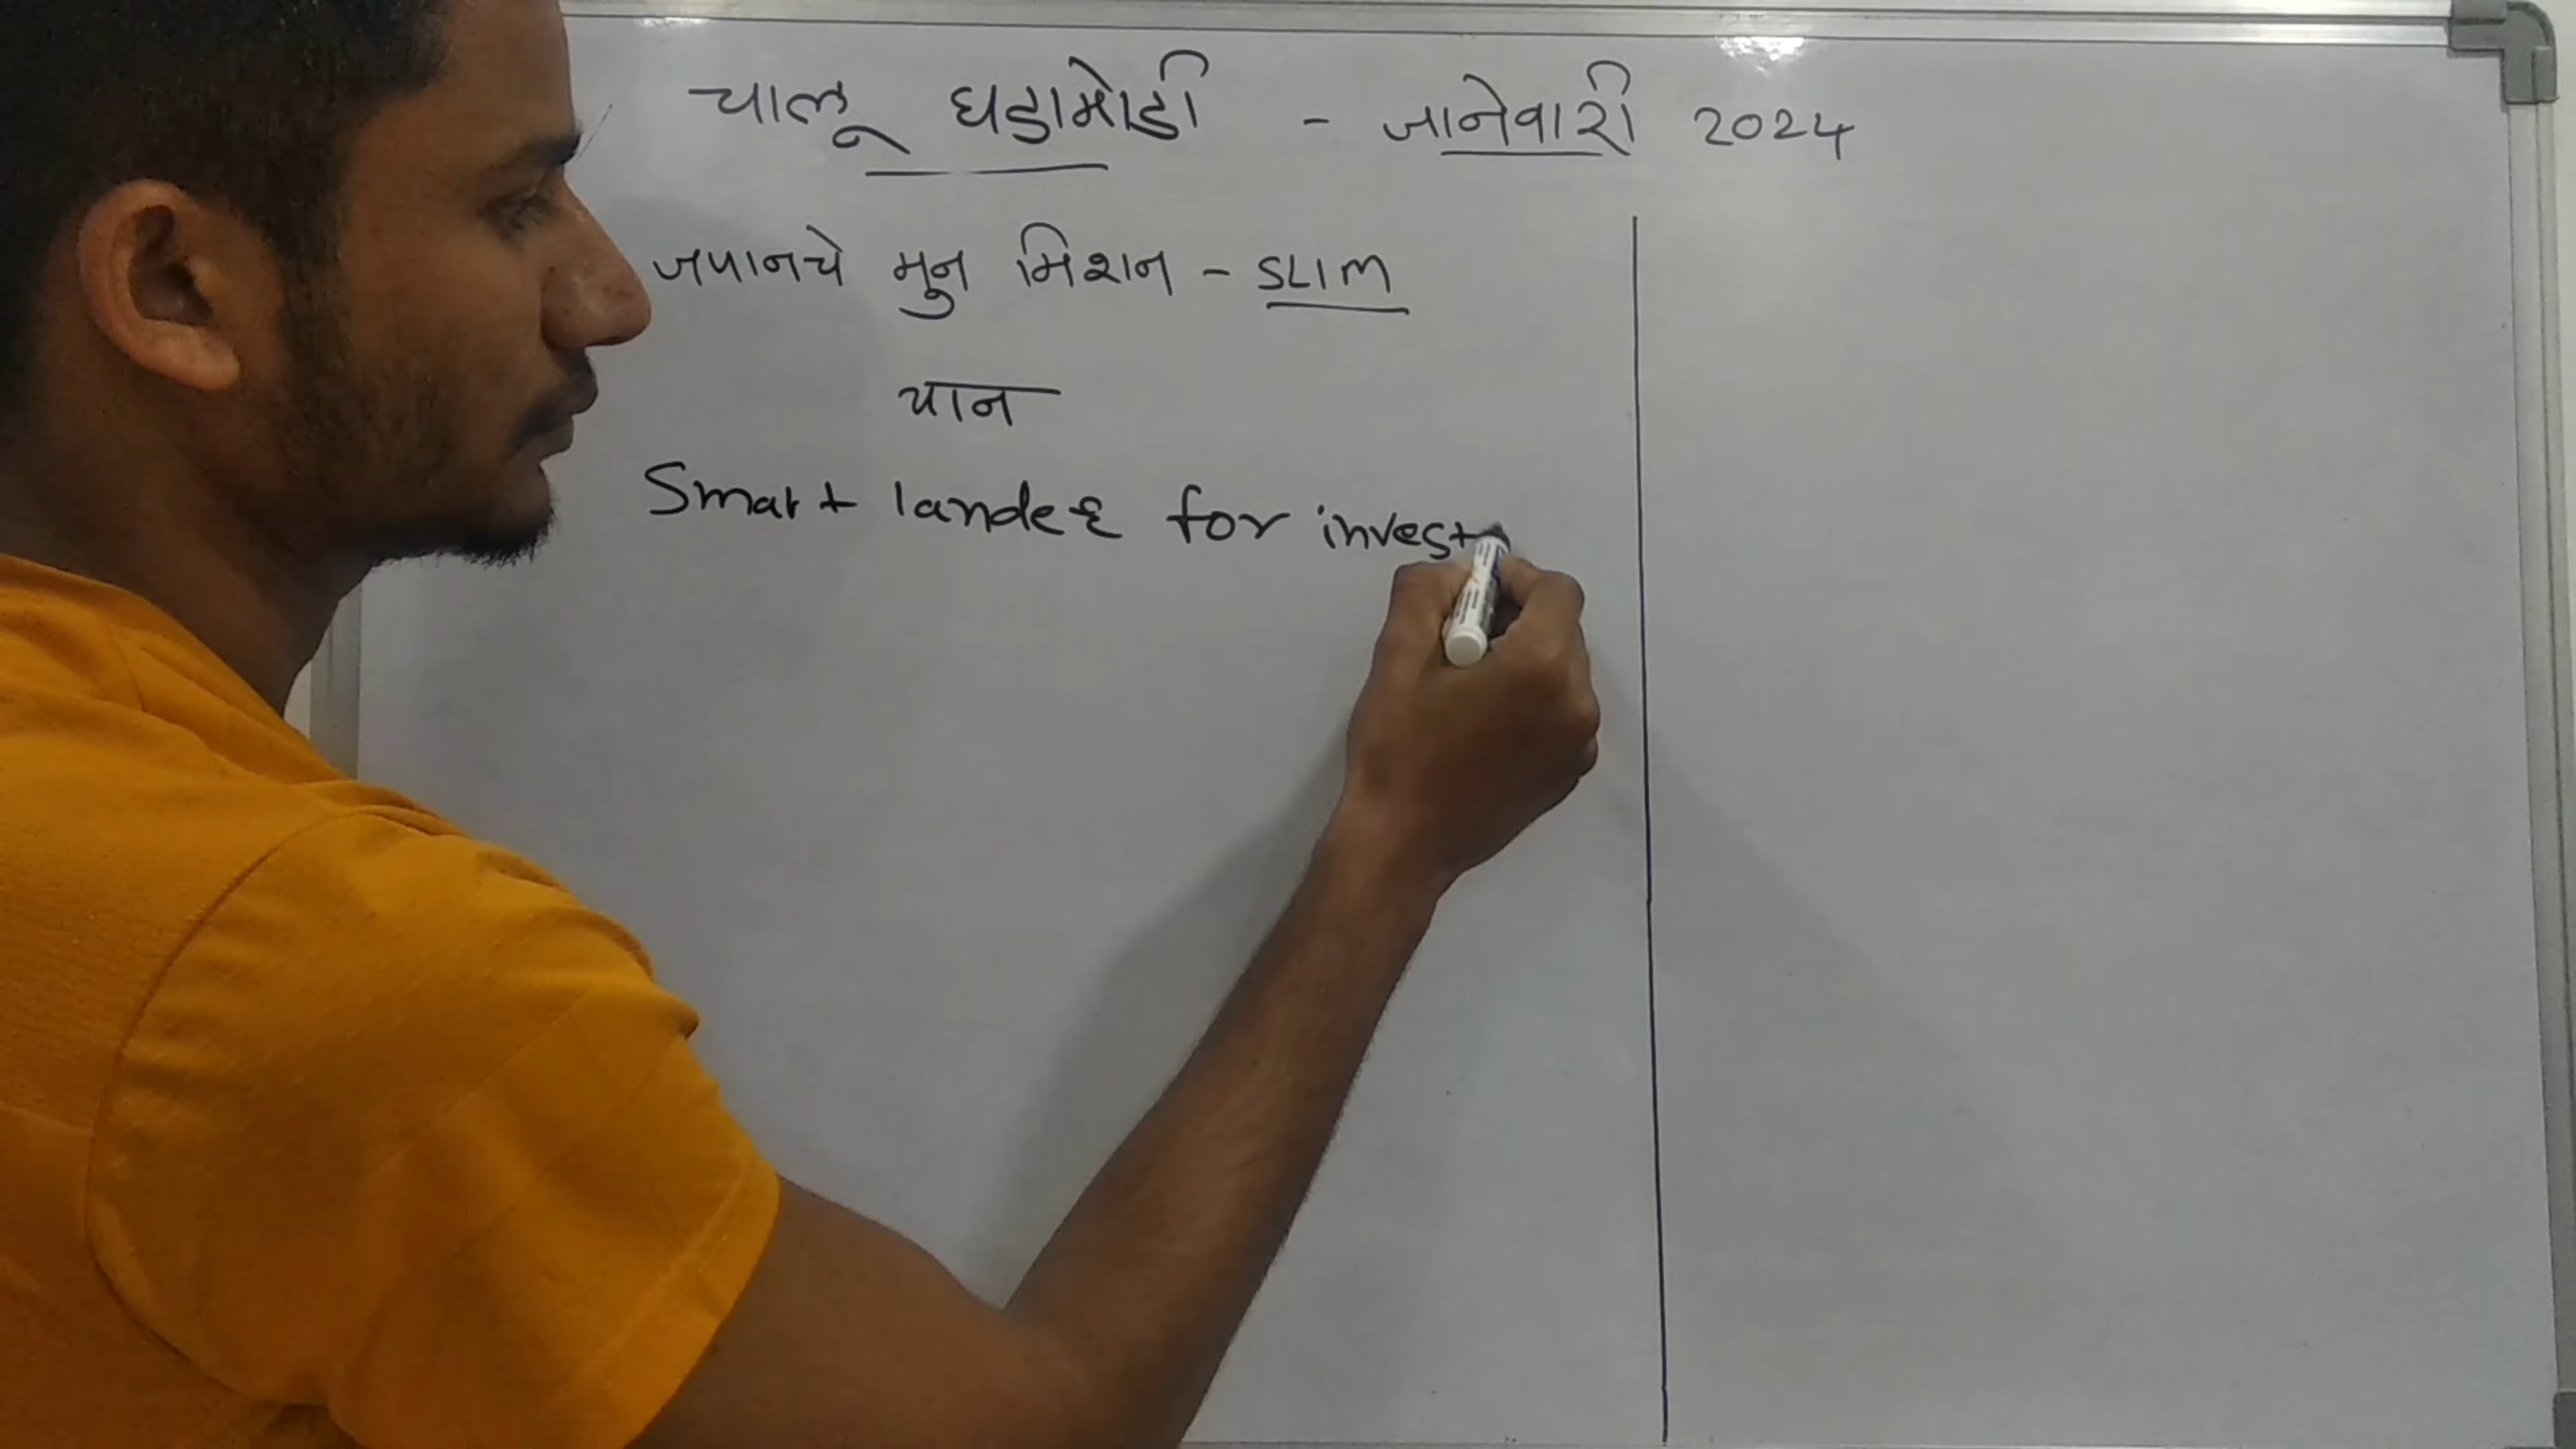 चालू घडामोडी - जानेवारी 2024
जपानचे मुन मिशन - SLIM
यान
Smart lander for invest